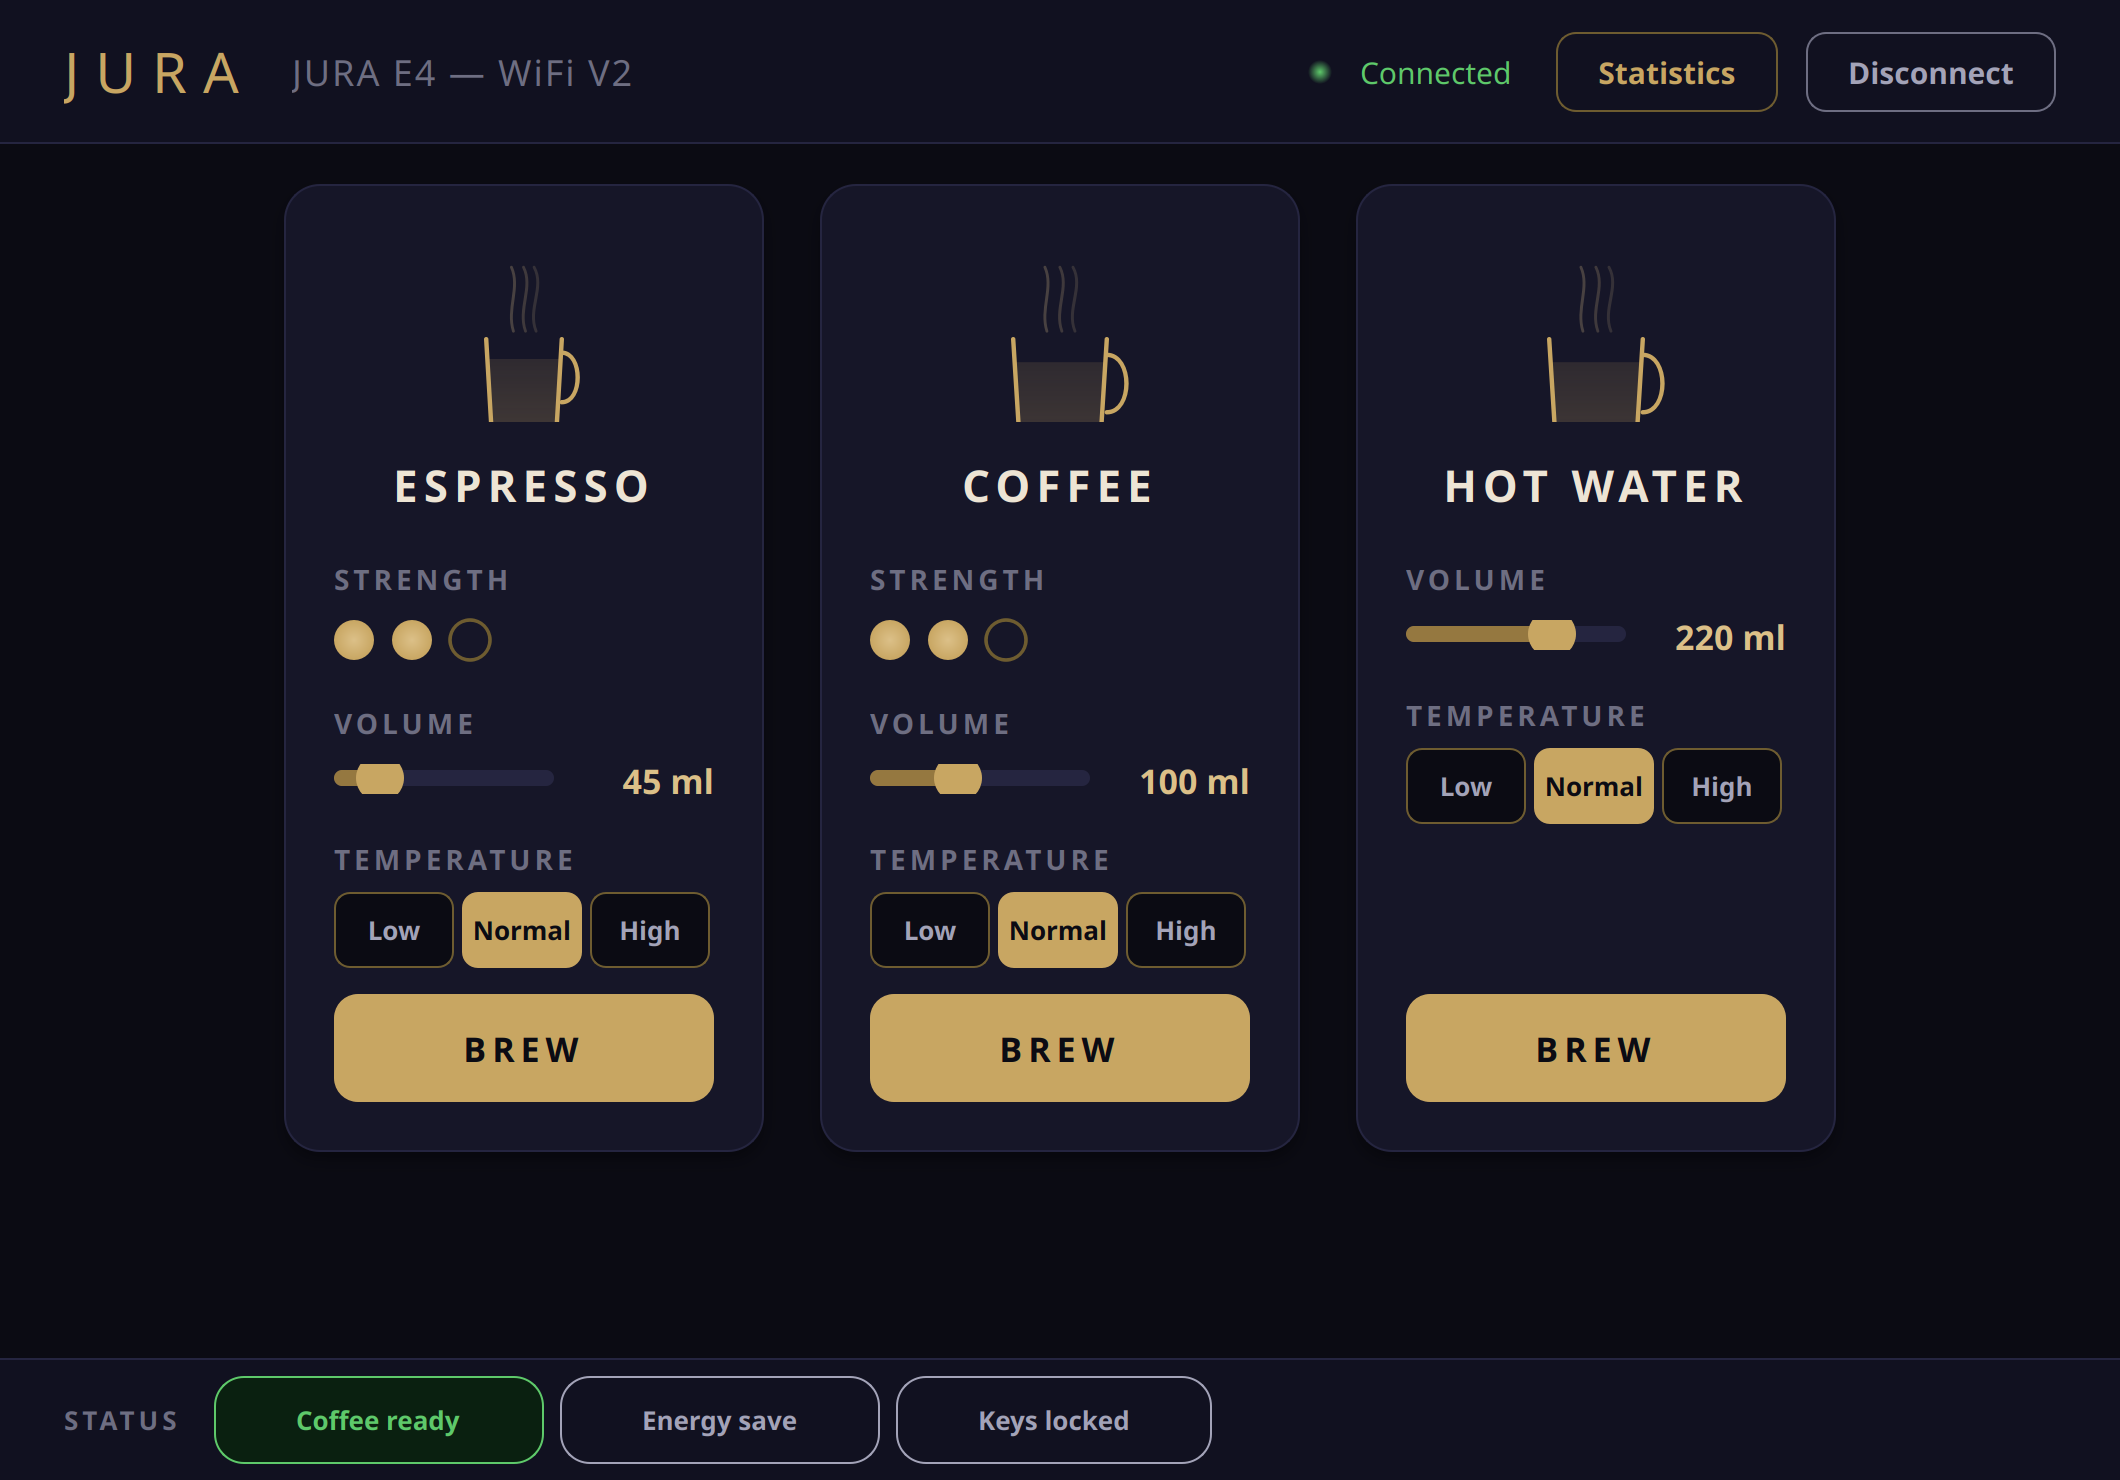 JURA JURA E4 — WiFi V2 Connected Statistics Disconnect
ESPRESSO
STRENGTH
VOLUME
45 ml
TEMPERATURE
Low Normal High
BREW
COFFEE
STRENGTH
VOLUME
100 ml
TEMPERATURE
Low Normal High
BREW
HOT WATER
VOLUME
220 ml
TEMPERATURE
Low Normal High
BREW
STATUS Coffee ready Energy save Keys locked